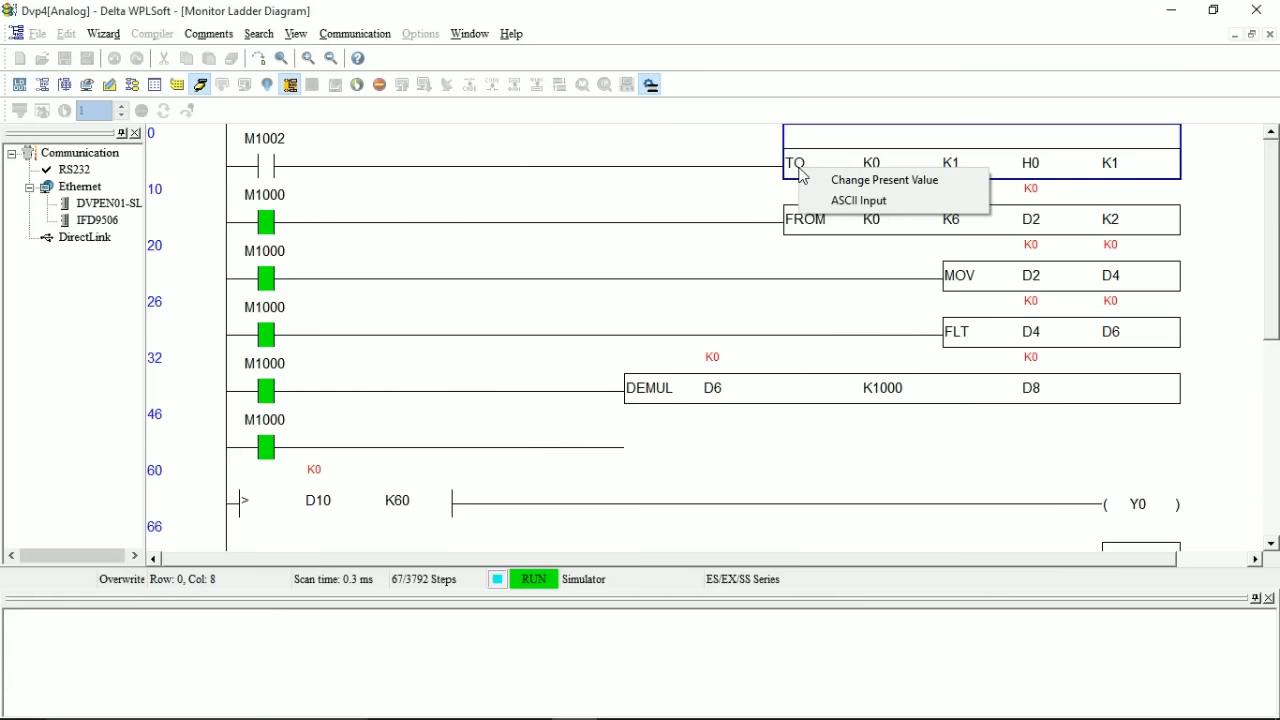 Dvp4[Analog] - Delta WPLSoft - [Monitor Ladder Diagram]
File Edit Wizard Compiler Comments Search View Communication Options Window Help
1
Communication
RS232
Ethernet
DVPEN01-SL
IFD9506
DirectLink
0
M1002
TO K0 K1 H0 K1
Change Present Value
ASCII Input
10
M1000
K0
FROM K0 K6 D2 K2
20
M1000
K0 K0
MOV D2 D4
26
M1000
K0 K0
FLT D4 D6
32
M1000
K0 K0
DEMUL D6 K1000 D8
46
M1000
60
K0
> D10 K60 ( Y0 )
66
Overwrite Row: 0, Col: 8 Scan time: 0.3 ms 67/3792 Steps RUN Simulator ES/EX/SS Series